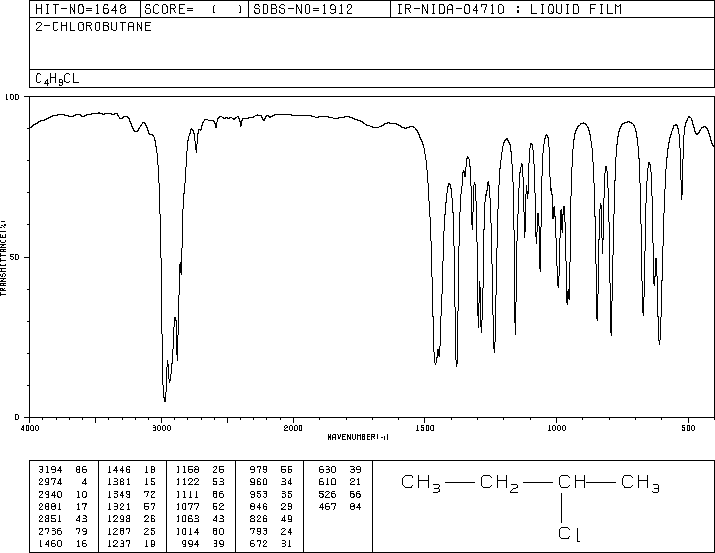 HIT-NO=1648 SCORE= ( ) SDBS-NO=1912 IR-NIDA-04710 : LIQUID FILM
2-CHLOROBUTANE
C4H9CL
100
50
0
TRANSMITTANCE(%)
4000 3000 2000 1500 1000 500
WAVENUMBER(-1)
3194 86 1446 18 1158 25 979 55 630 39
2974 4 1381 15 1122 53 960 34 610 21
2940 10 1349 72 1111 66 953 35 526 66
2881 17 1321 57 1077 52 846 29 467 84
2851 43 1298 26 1063 43 826 49
2736 79 1287 25 1014 60 793 24
1460 16 1237 19 994 39 672 31
CH3 CH2 CH CH3
Cl